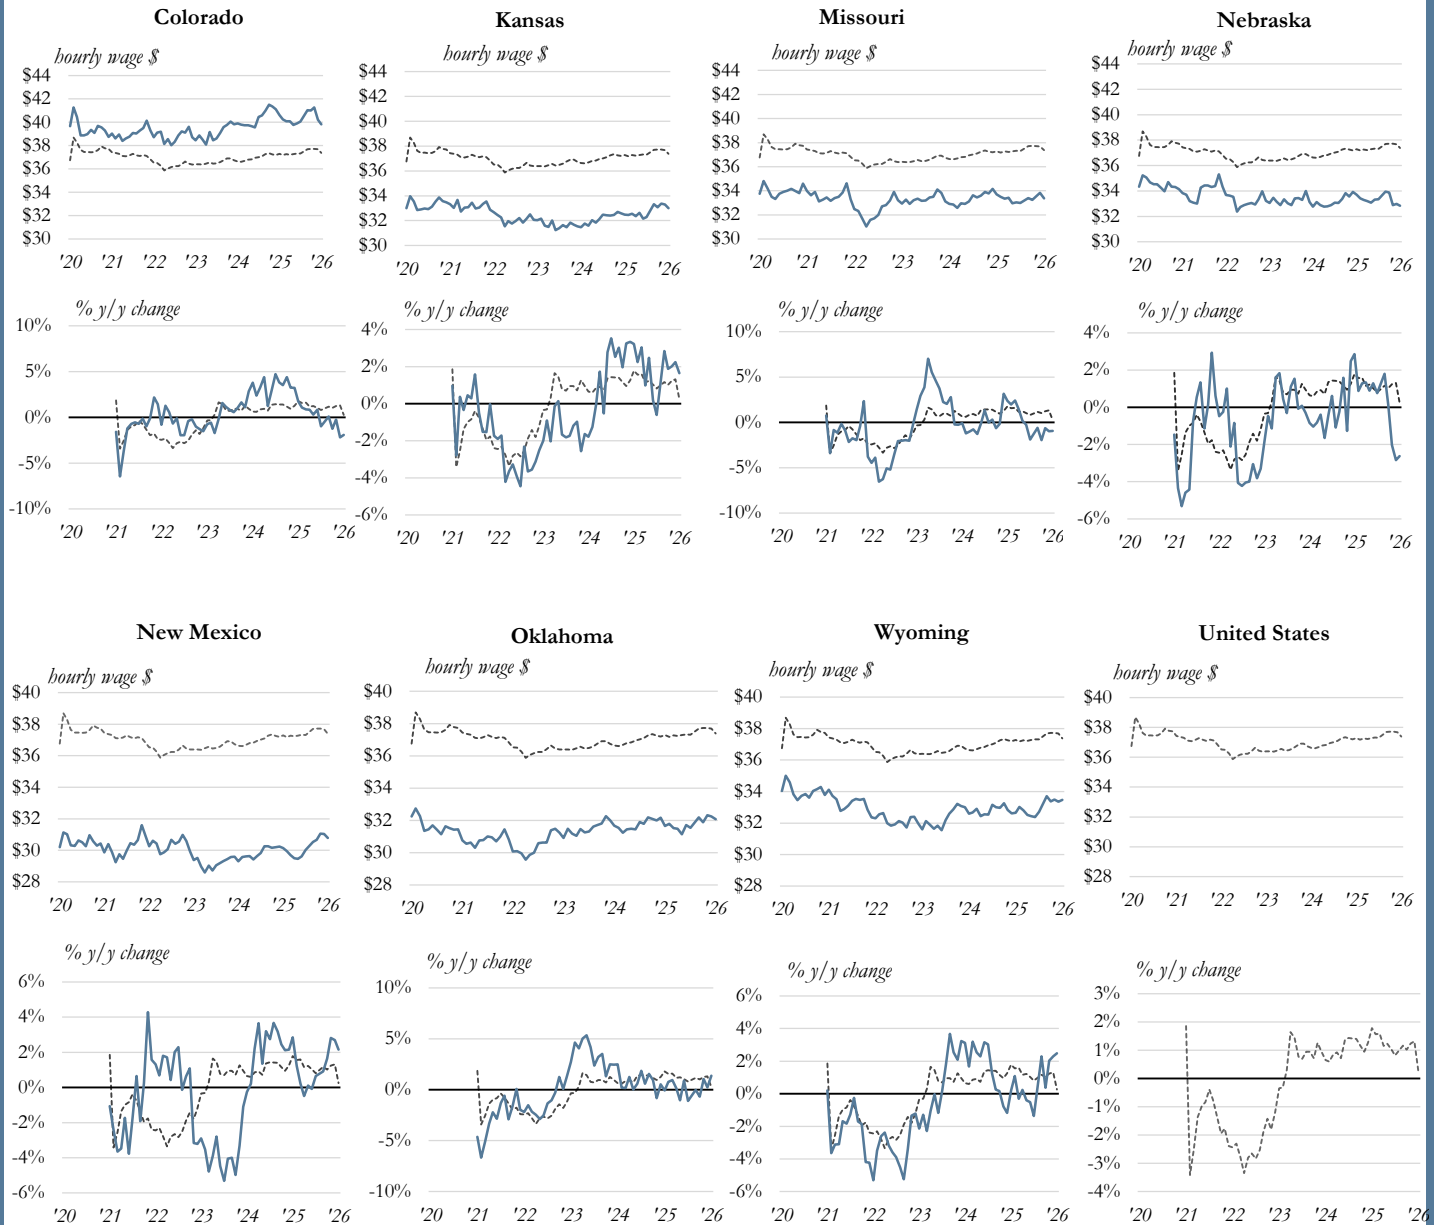 Colorado
Kansas
Missouri
Nebraska
hourly wage $
hourly wage $
hourly wage $
hourly wage $
$44
$42
$40
$38
$36
$34
$32
$30
'20 '21 '22 '23 '24 '25 '26
$44
$42
$40
$38
$36
$34
$32
$30
'20 '21 '22 '23 '24 '25 '26
$44
$42
$40
$38
$36
$34
$32
$30
'20 '21 '22 '23 '24 '25 '26
$44
$42
$40
$38
$36
$34
$32
$30
'20 '21 '22 '23 '24 '25 '26
% y/y change
10%
5%
0%
-5%
-10%
'20 '21 '22 '23 '24 '25 '26
% y/y change
4%
2%
0%
-2%
-4%
-6%
'20 '21 '22 '23 '24 '25 '26
% y/y change
10%
5%
0%
-5%
-10%
'20 '21 '22 '23 '24 '25 '26
% y/y change
4%
2%
0%
-2%
-4%
-6%
'20 '21 '22 '23 '24 '25 '26
New Mexico
Oklahoma
Wyoming
United States
hourly wage $
$40
$38
$36
$34
$32
$30
$28
'20 '21 '22 '23 '24 '25 '26
hourly wage $
$40
$38
$36
$34
$32
$30
$28
'20 '21 '22 '23 '24 '25 '26
hourly wage $
$40
$38
$36
$34
$32
$30
$28
'20 '21 '22 '23 '24 '25 '26
hourly wage $
$40
$38
$36
$34
$32
$30
$28
'20 '21 '22 '23 '24 '25 '26
% y/y change
6%
4%
2%
0%
-2%
-4%
-6%
'20 '21 '22 '23 '24 '25 '26
% y/y change
10%
5%
0%
-5%
-10%
'20 '21 '22 '23 '24 '25 '26
% y/y change
6%
4%
2%
0%
-2%
-4%
-6%
'20 '21 '22 '23 '24 '25 '26
% y/y change
3%
2%
1%
0%
-1%
-2%
-3%
-4%
'20 '21 '22 '23 '24 '25 '26